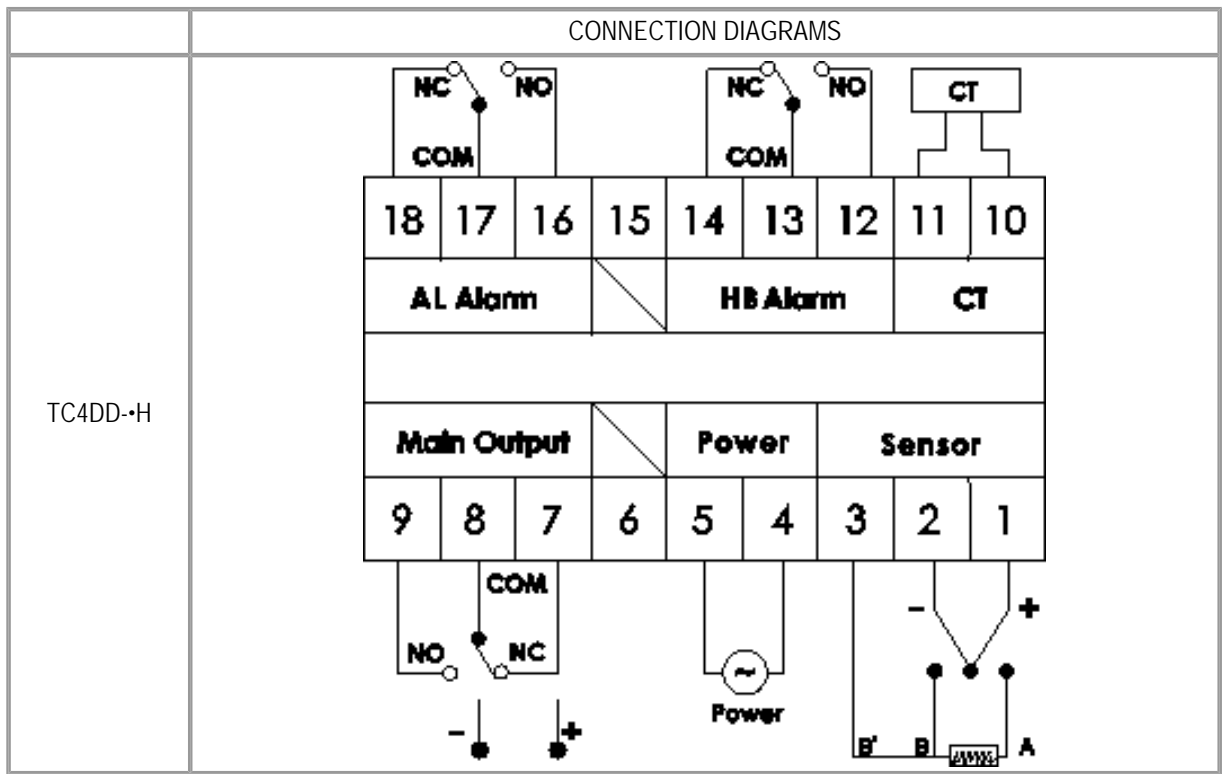 CONNECTION DIAGRAMS
TC4DD-•H
NC NO NC NO CT
COM COM
18 17 16 15 14 13 12 11 10
AL Alarm HB Alarm CT
Main Output Power Sensor
9 8 7 6 5 4 3 2 1
COM
- +
NO NC
~
Power
- +
B' B A